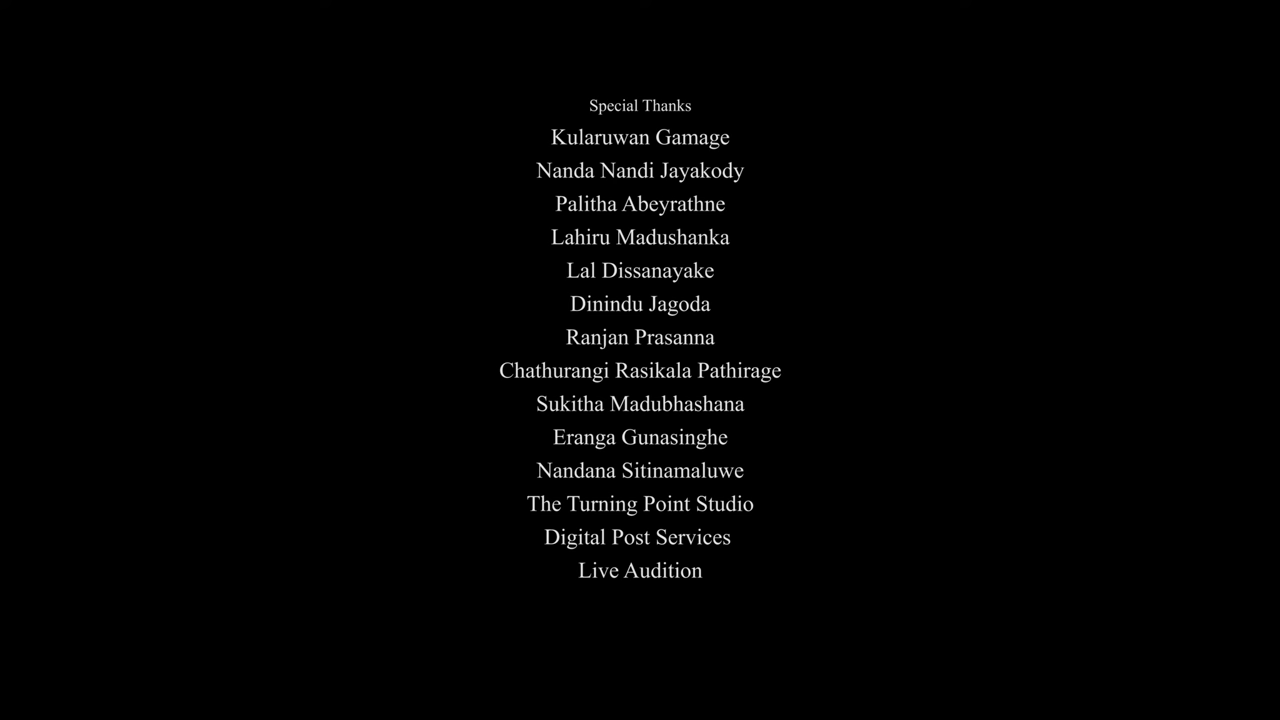 Special Thanks
Kularuwan Gamage
Nanda Nandi Jayakody
Palitha Abeyrathne
Lahiru Madushanka
Lal Dissanayake
Dinindu Jagoda
Ranjan Prasanna
Chathurangi Rasikala Pathirage
Sukitha Madubhashana
Eranga Gunasinghe
Nandana Sitinamaluwe
The Turning Point Studio
Digital Post Services
Live Audition